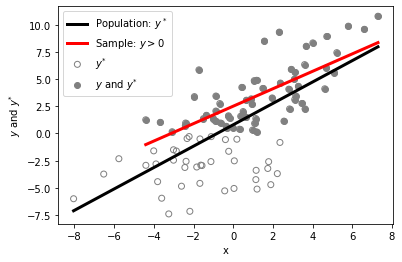 Population: y*
Sample: y > 0
y*
y and y*
y and y*
10.0
7.5
5.0
2.5
0.0
−2.5
−5.0
−7.5
−8 −6 −4 −2 0 2 4 6 8
x